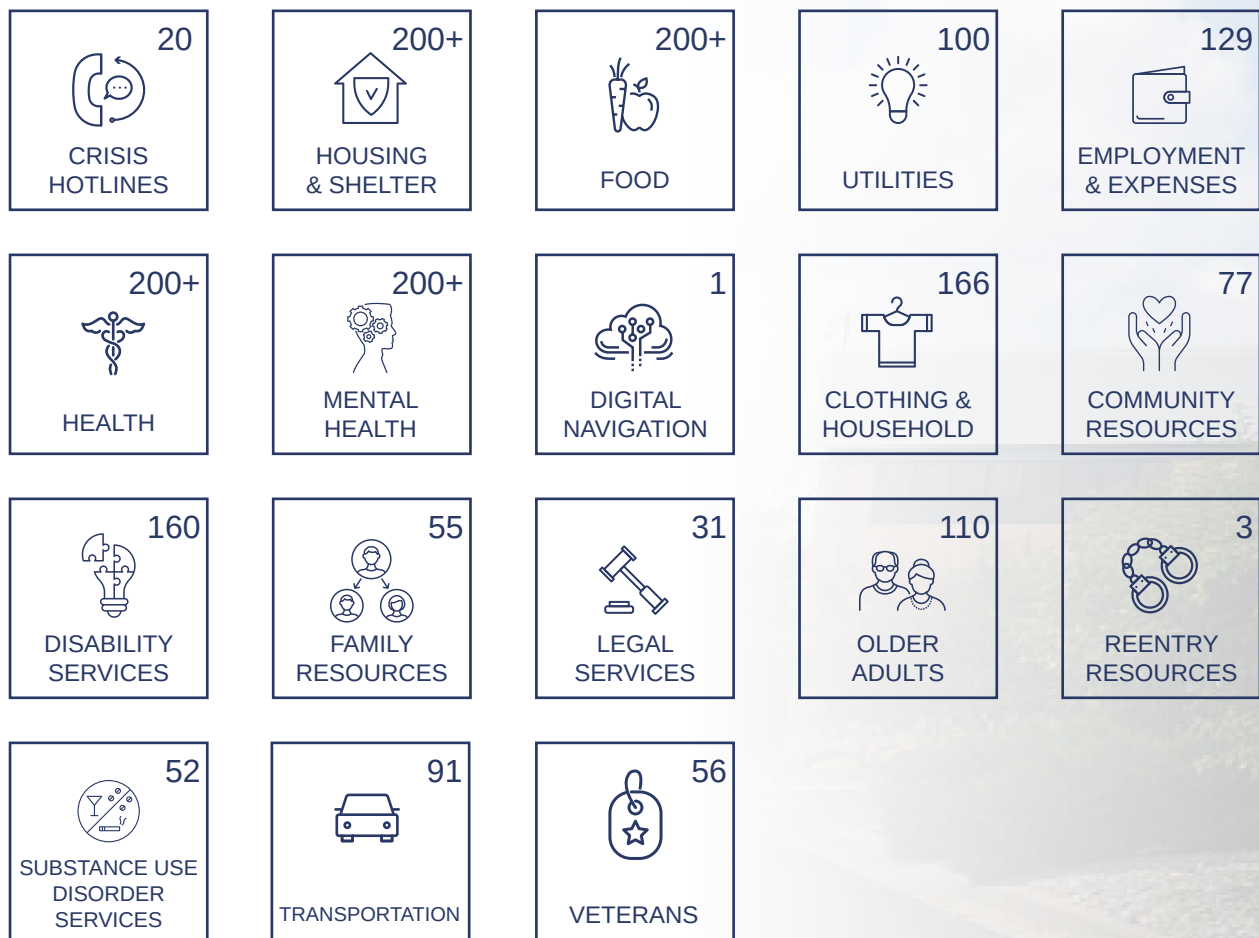 20
CRISIS
HOTLINES
200+
HOUSING
& SHELTER
200+
FOOD
100
UTILITIES
129
EMPLOYMENT
& EXPENSES
200+
HEALTH
200+
MENTAL
HEALTH
1
DIGITAL
NAVIGATION
166
CLOTHING &
HOUSEHOLD
77
COMMUNITY
RESOURCES
160
DISABILITY
SERVICES
55
FAMILY
RESOURCES
31
LEGAL
SERVICES
110
OLDER
ADULTS
3
REENTRY
RESOURCES
52
SUBSTANCE USE
DISORDER
SERVICES
91
TRANSPORTATION
56
VETERANS